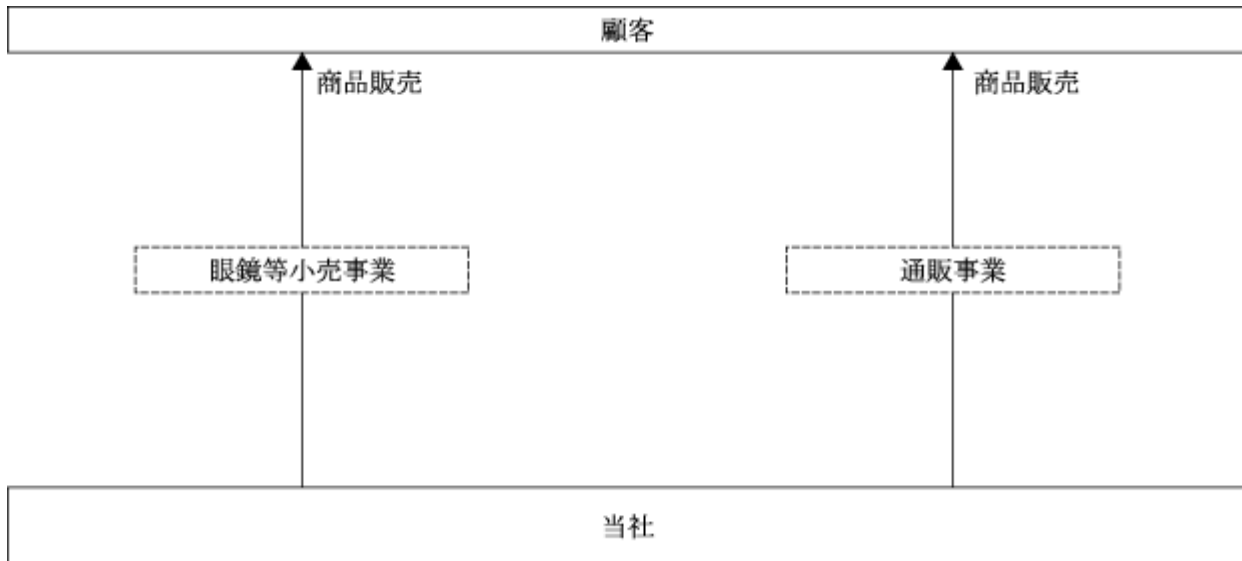 顧客
商品販売
商品販売
眼鏡等小売事業
通販事業
当社